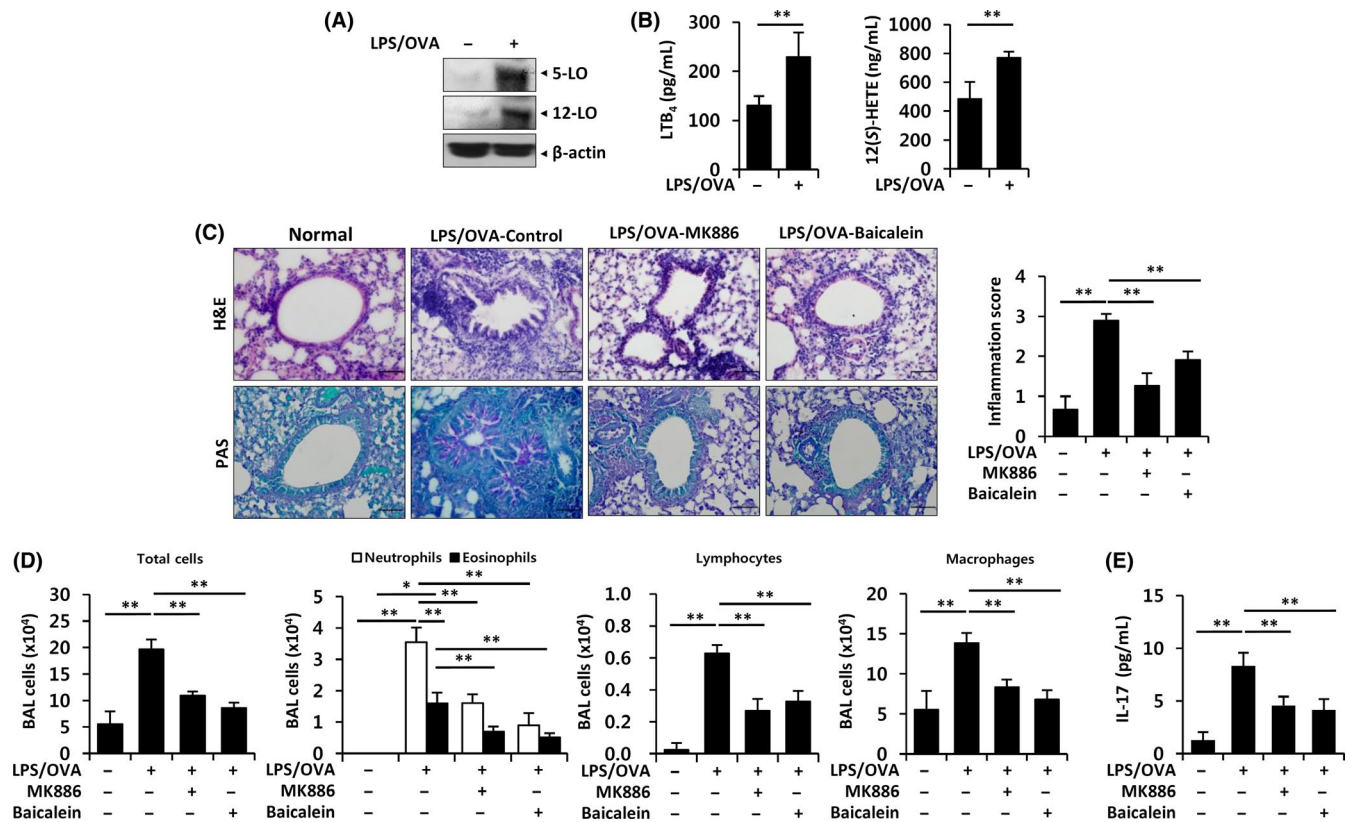 (A)
LPS/OVA – +
5-LO
12-LO
β-actin
(B)
**
300
200
100
0
LTB4 (pg/mL)
LPS/OVA – +
**
1000
800
600
400
200
0
12(S)-HETE (ng/mL)
LPS/OVA – +
(C)
Normal LPS/OVA-Control LPS/OVA-MK886 LPS/OVA-Baicalein
H&E
PAS
**
** **
4
3
2
1
0
Inflammation score
LPS/OVA – + + +
MK886 – – + –
Baicalein – – – +
(D)
Total cells
**
** **
30
25
20
15
10
5
0
BAL cells (x10⁴)
LPS/OVA – + + +
MK886 – – + –
Baicalein – – – +
Neutrophils Eosinophils
* **
**
** **
**
**
5
4
3
2
1
0
BAL cells (x10⁴)
LPS/OVA – + + +
MK886 – – + –
Baicalein – – – +
Lymphocytes
**
** **
1.0
0.8
0.6
0.4
0.2
0.0
BAL cells (x10⁴)
LPS/OVA – + + +
MK886 – – + –
Baicalein – – – +
Macrophages
**
** **
20
15
10
5
0
BAL cells (x10⁴)
LPS/OVA – + + +
MK886 – – + –
Baicalein – – – +
(E)
**
** **
15
10
5
0
IL-17 (pg/mL)
LPS/OVA – + + +
MK886 – – + –
Baicalein – – – +